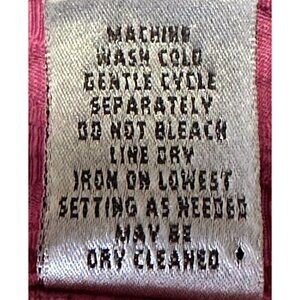 MACHINE
WASH COLD
GENTLE CYCLE
SEPARATELY
DO NOT BLEACH
LINE DRY
IRON ON LOWEST
SETTING AS NEEDED
MAY BE
DRY CLEANED